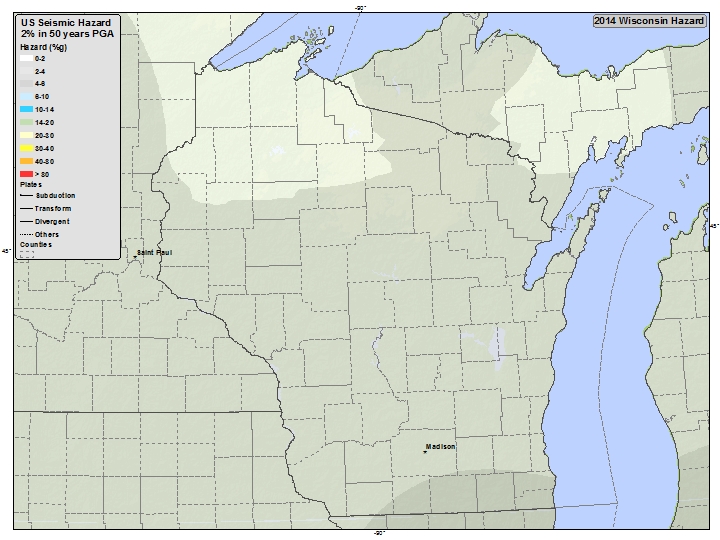 -90°
US Seismic Hazard
2% in 50 years PGA
Hazard (%g)
0-2
2-4
4-6
6-10
10-14
14-20
20-30
30-40
40-80
> 80
Plates
Subduction
Transform
Divergent
Others
Counties
2014 Wisconsin Hazard
45°
45°
Saint Paul
Madison
-90°